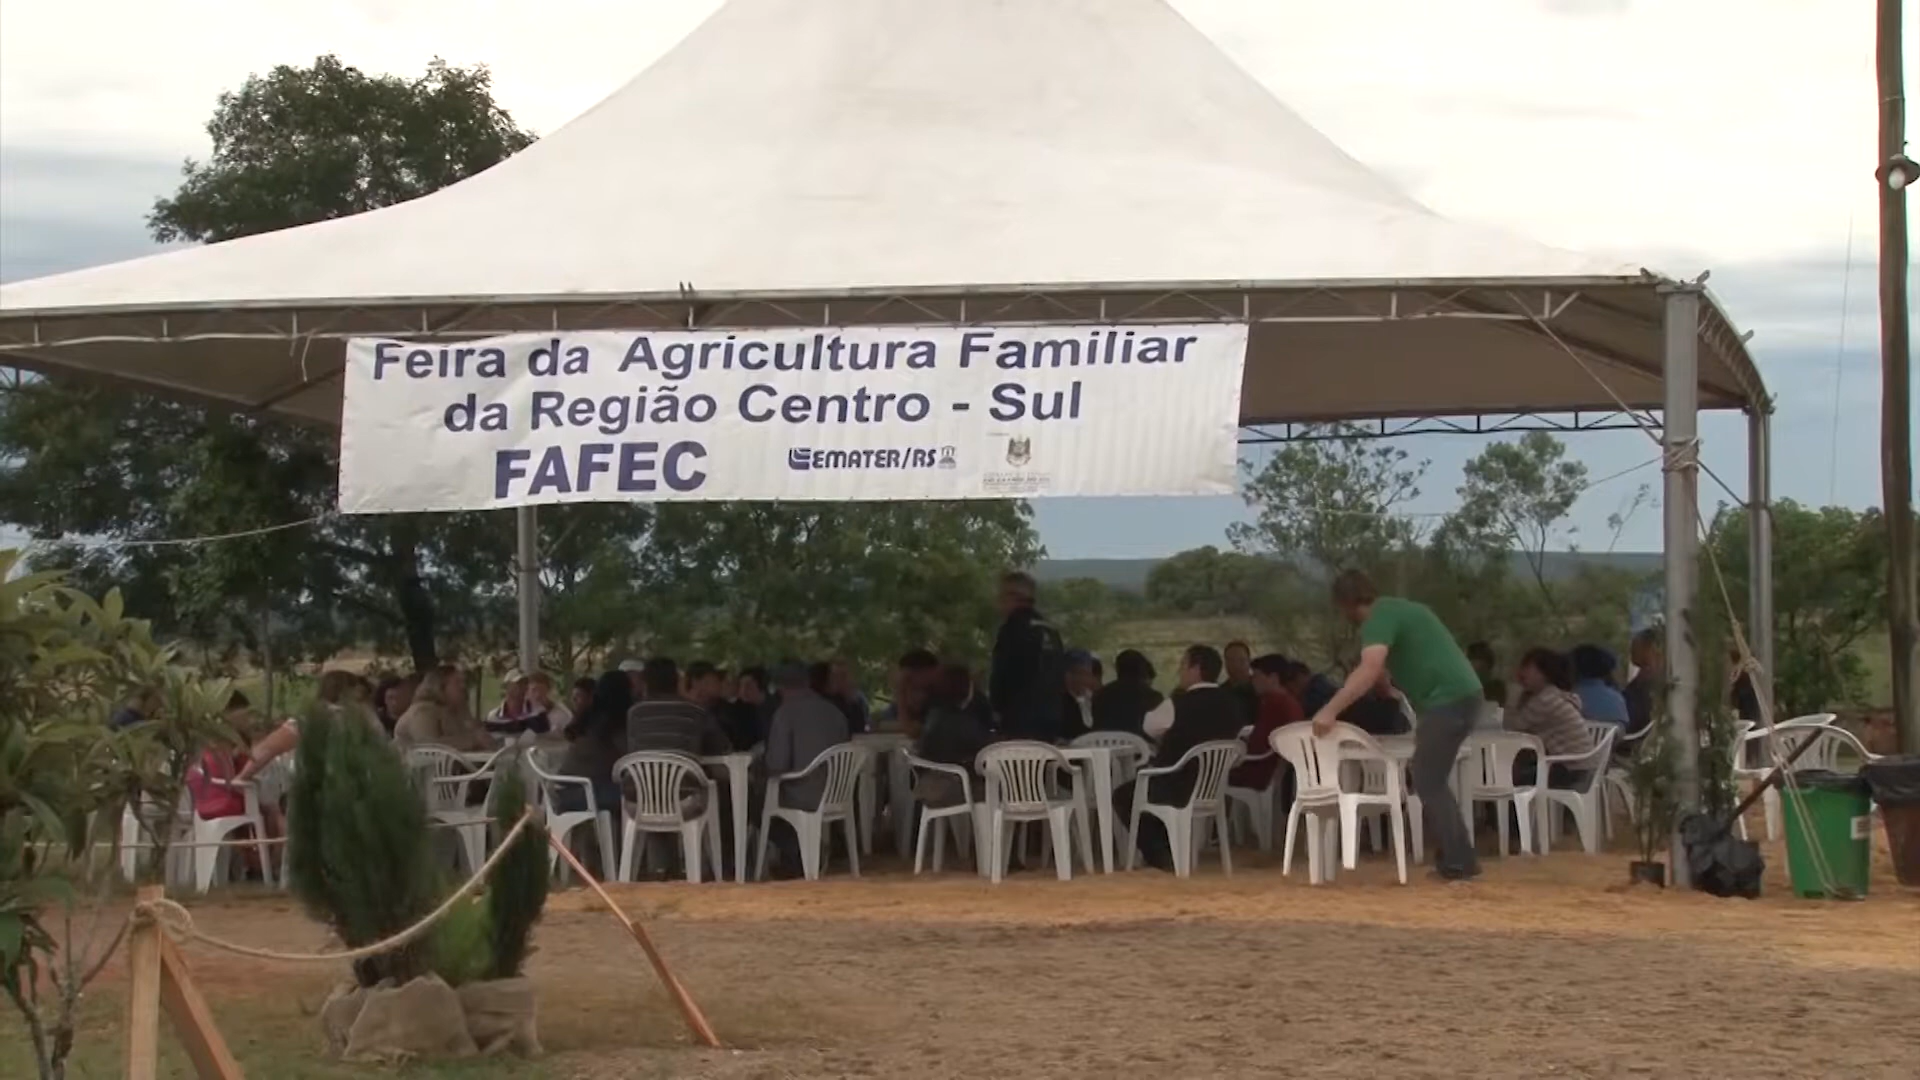 Feira da Agricultura Familiar
da Região Centro - Sul
FAFEC EMATER/RS